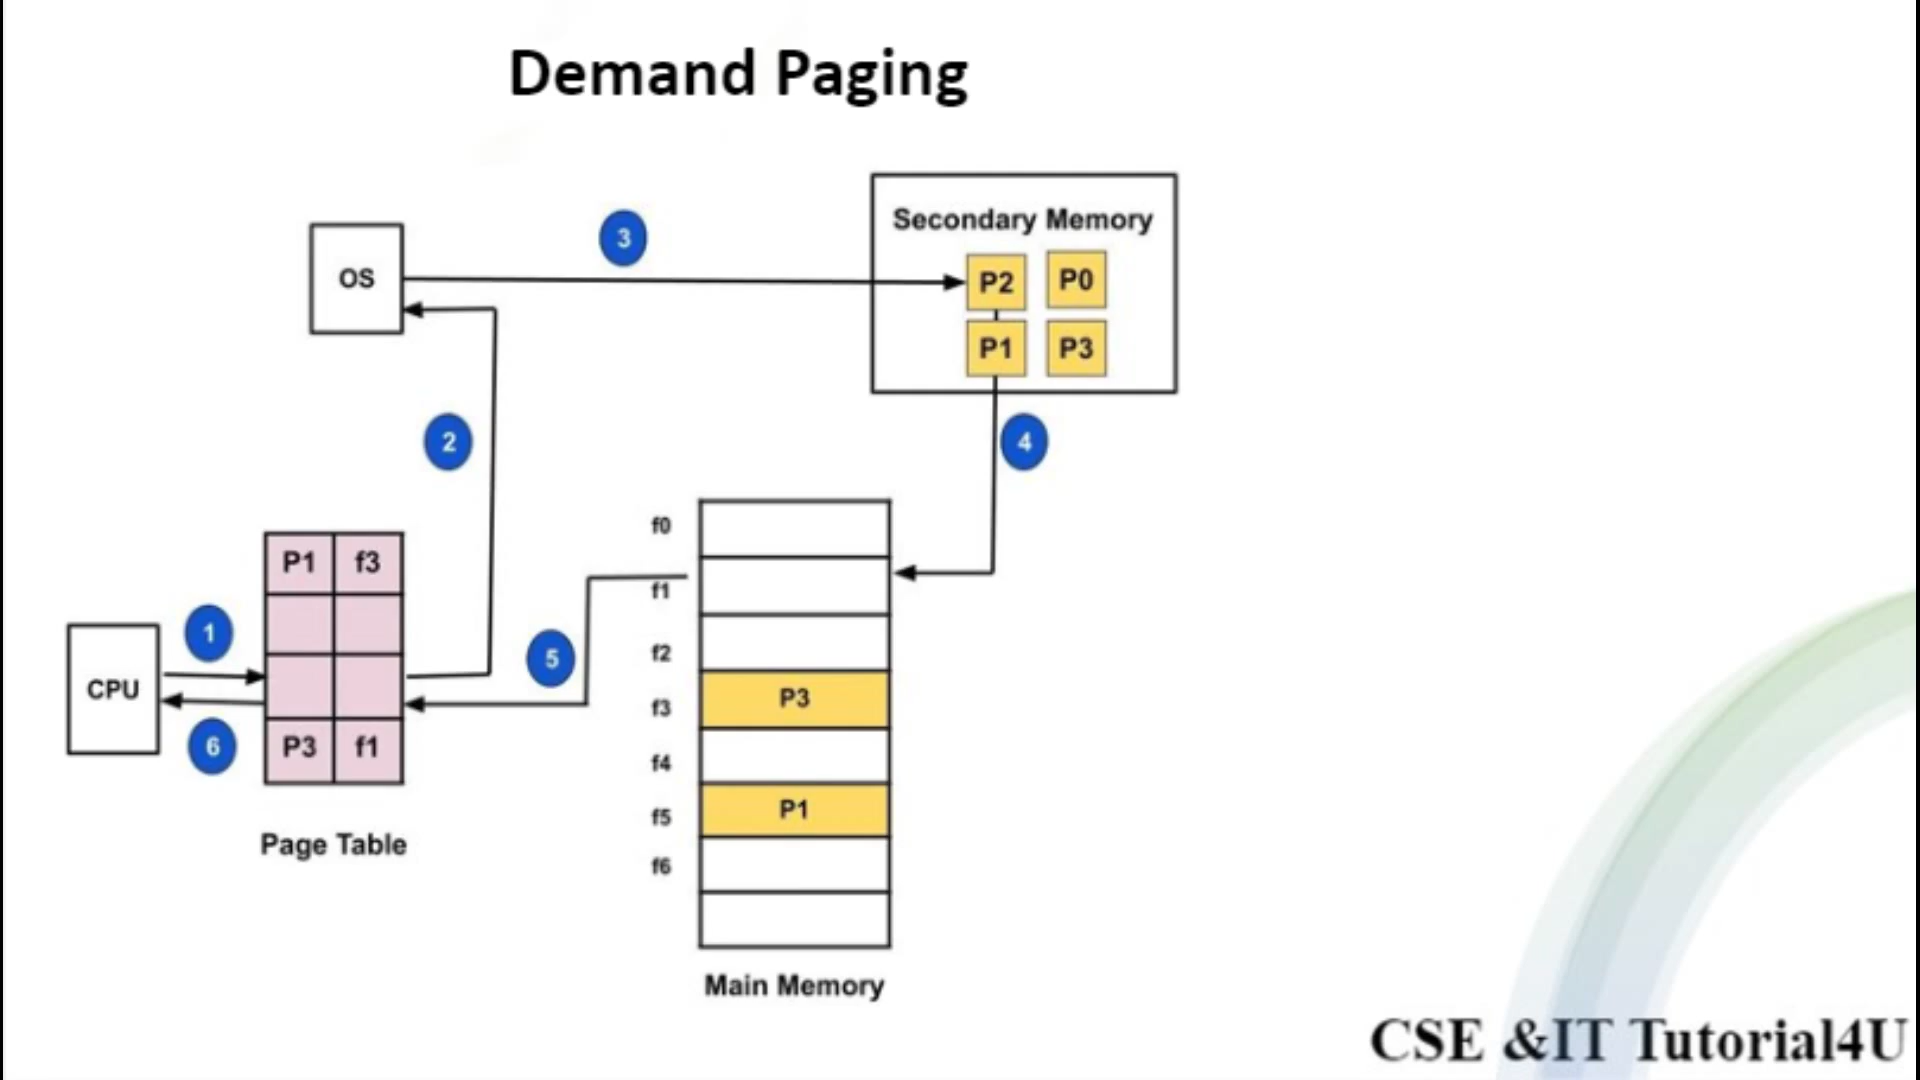 Demand Paging
Secondary Memory
P2 P0
P1 P3
OS
3
2
4
f0
f1
f2
f3
f4
f5
f6
P3
P1
P1 f3
P3 f1
CPU
1
6
5
Page Table
Main Memory
CSE &IT Tutorial4U